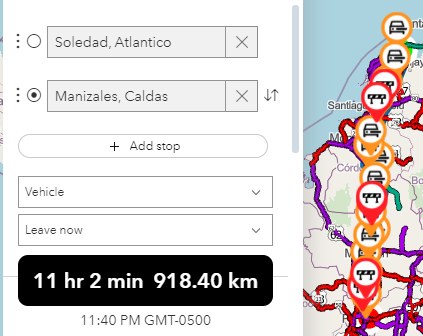 Soledad, Atlantico
Manizales, Caldas
+ Add stop
Vehicle
Leave now
11 hr 2 min 918.40 km
11:40 PM GMT-0500
Santiag
Córdo
62